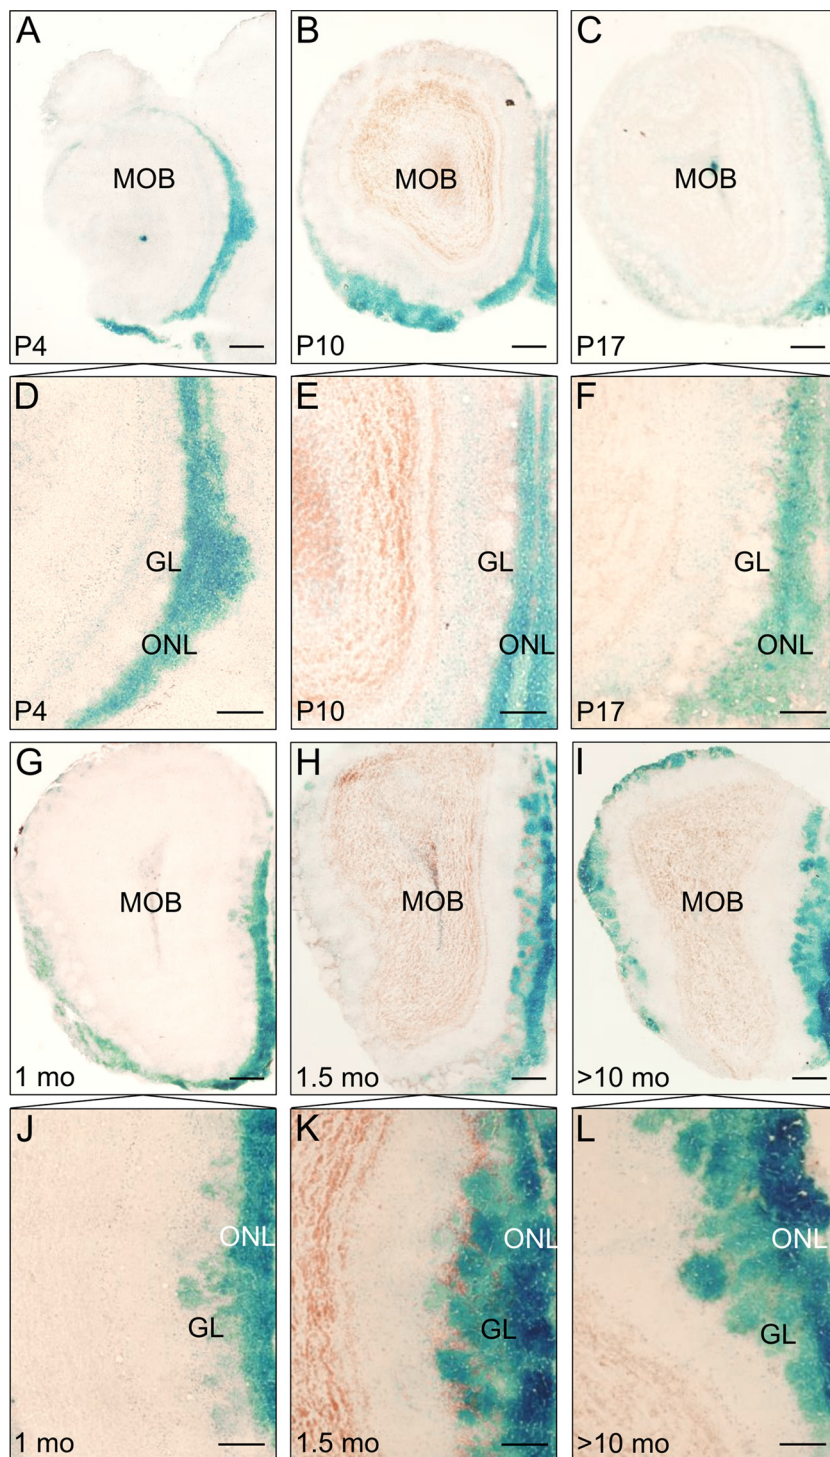 A B C
MOB MOB MOB
P4 P10 P17
D E F
GL GL GL
ONL ONL ONL
P4 P10 P17
G H I
MOB MOB MOB
1 mo 1.5 mo >10 mo
J K L
ONL ONL ONL
GL GL GL
1 mo 1.5 mo >10 mo